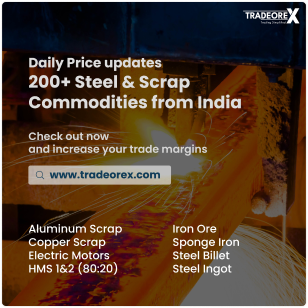 TRADEOREX
Trading Simplified
Daily Price updates
200+ Steel & Scrap
Commodities from India
Check out now
and increase your trade margins
www.tradeorex.com
Aluminum Scrap
Copper Scrap
Electric Motors
HMS 1&2 (80:20)
Iron Ore
Sponge Iron
Steel Billet
Steel Ingot